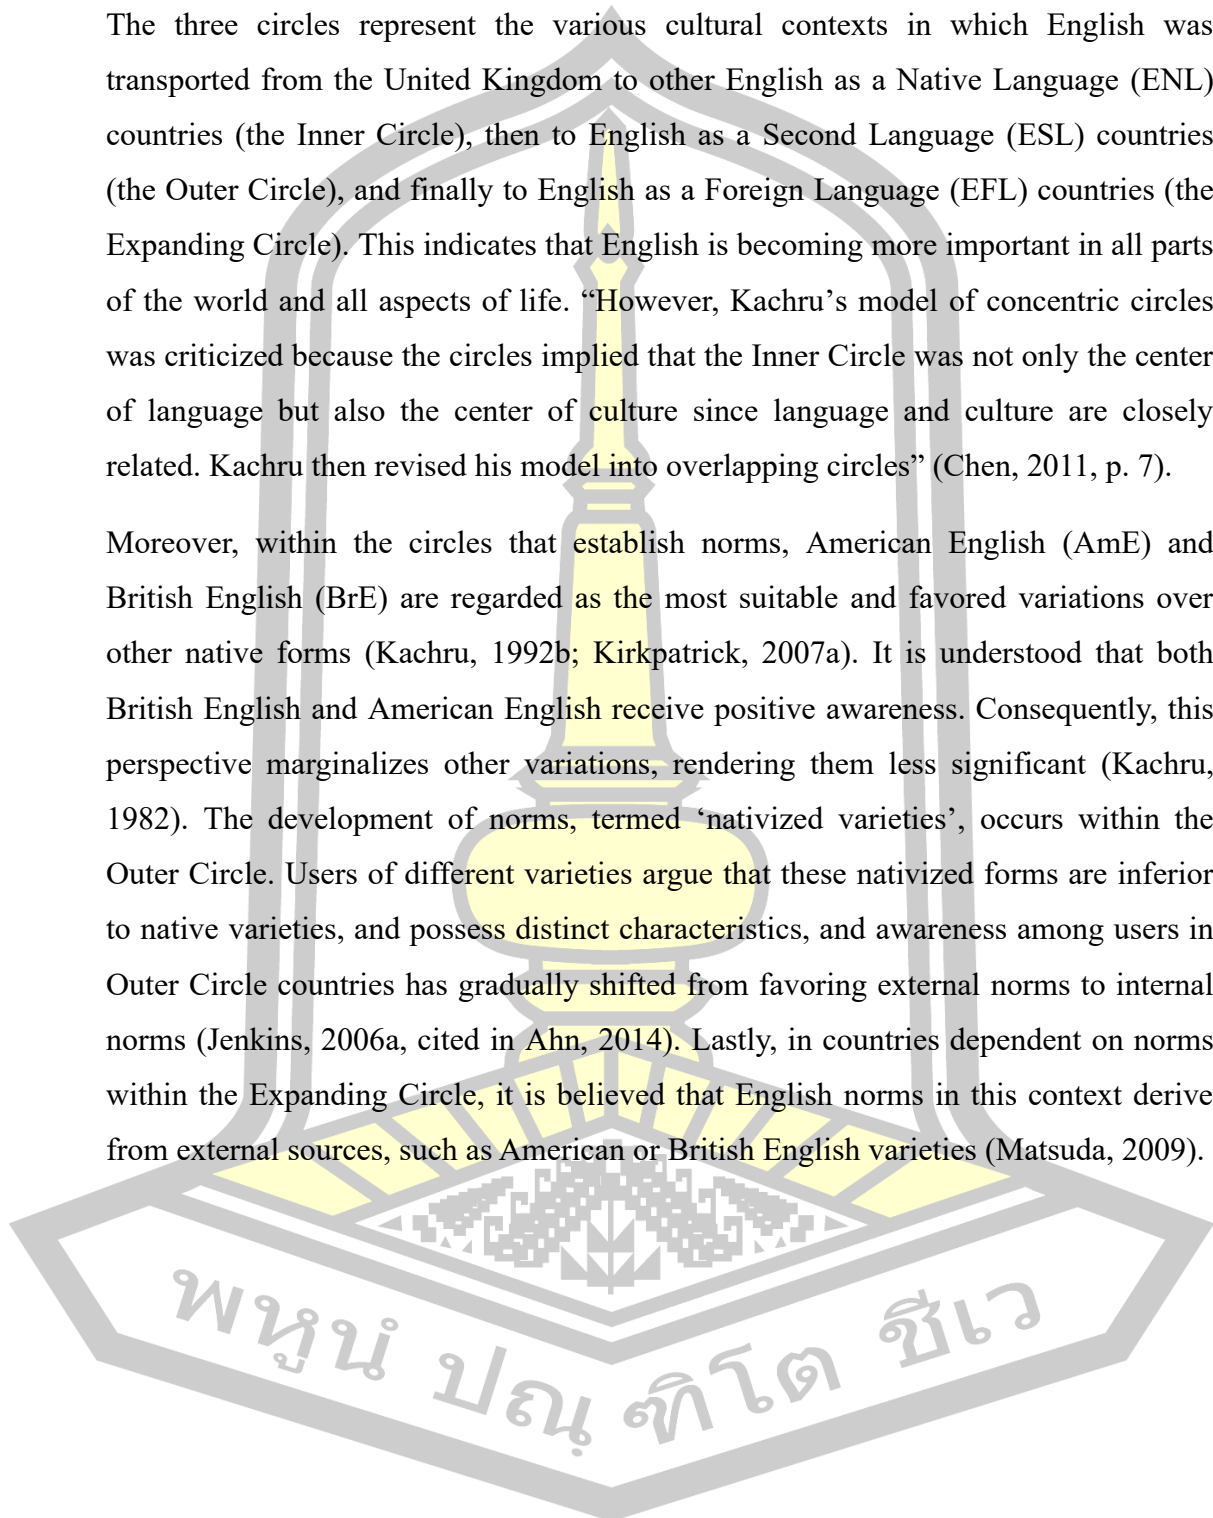 The three circles represent the various cultural contexts in which English was
transported from the United Kingdom to other English as a Native Language (ENL)
countries (the Inner Circle), then to English as a Second Language (ESL) countries
(the Outer Circle), and finally to English as a Foreign Language (EFL) countries (the
Expanding Circle). This indicates that English is becoming more important in all parts
of the world and all aspects of life. “However, Kachru’s model of concentric circles
was criticized because the circles implied that the Inner Circle was not only the center
of language but also the center of culture since language and culture are closely
related. Kachru then revised his model into overlapping circles” (Chen, 2011, p. 7).
Moreover, within the circles that establish norms, American English (AmE) and
British English (BrE) are regarded as the most suitable and favored variations over
other native forms (Kachru, 1992b; Kirkpatrick, 2007a). It is understood that both
British English and American English receive positive awareness. Consequently, this
perspective marginalizes other variations, rendering them less significant (Kachru,
1982). The development of norms, termed ‘nativized varieties’, occurs within the
Outer Circle. Users of different varieties argue that these nativized forms are inferior
to native varieties, and possess distinct characteristics, and awareness among users in
Outer Circle countries has gradually shifted from favoring external norms to internal
norms (Jenkins, 2006a, cited in Ahn, 2014). Lastly, in countries dependent on norms
within the Expanding Circle, it is believed that English norms in this context derive
from external sources, such as American or British English varieties (Matsuda, 2009).
พหูนํ ปณฺฑิโต ชีเว